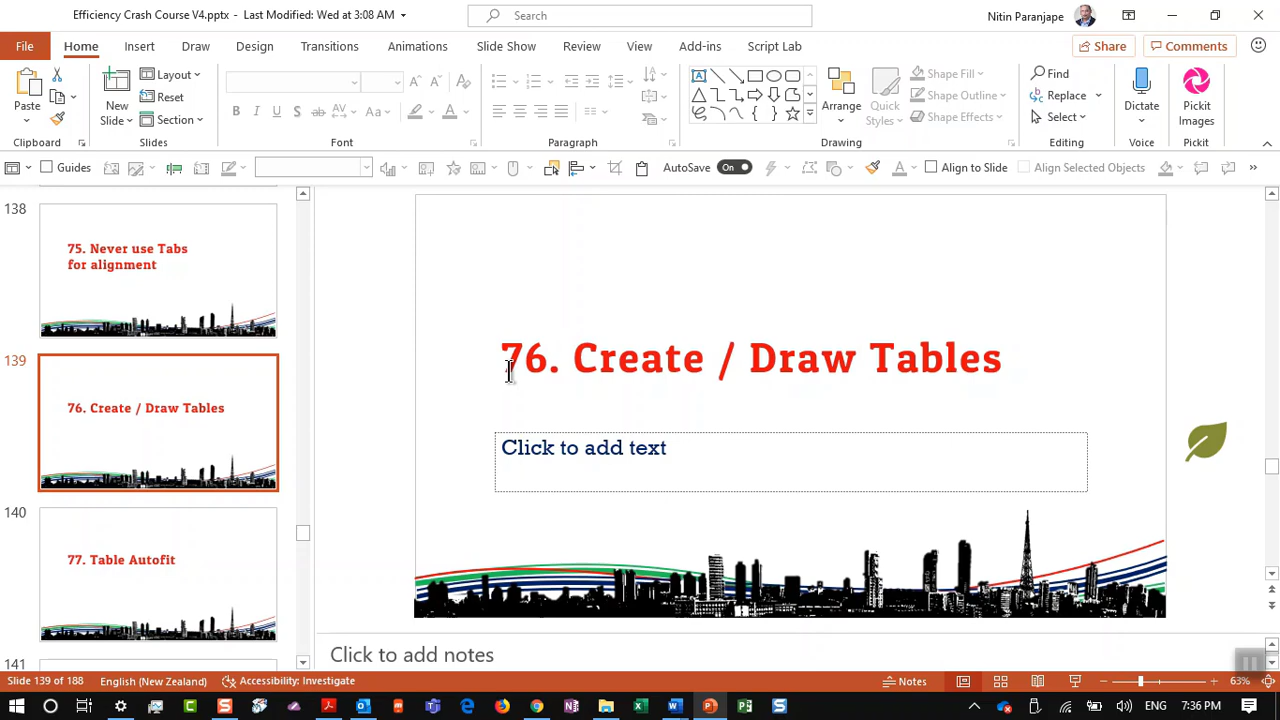 Efficiency Crash Course V4.pptx - Last Modified: Wed at 3:08 AM
Search
Nitin Paranjape
File Home Insert Draw Design Transitions Animations Slide Show Review View Add-ins Script Lab Share Comments
Paste
Clipboard
New Slide
Layout
Reset
Section
Slides
B I U S ab AV Aa A
Font
Paragraph
Arrange
Quick Styles
Shape Fill
Shape Outline
Shape Effects
Drawing
Find
Replace
Select
Editing
Dictate
Voice
Pickit Images
Pickit
Guides
AutoSave On
Align to Slide
Align Selected Objects
138
75. Never use Tabs
for alignment
139
76. Create / Draw Tables
140
77. Table Autofit
141
76. Create / Draw Tables
Click to add text
Click to add notes
Slide 139 of 188 English (New Zealand) Accessibility: Investigate Notes 63%
ENG 7:36 PM